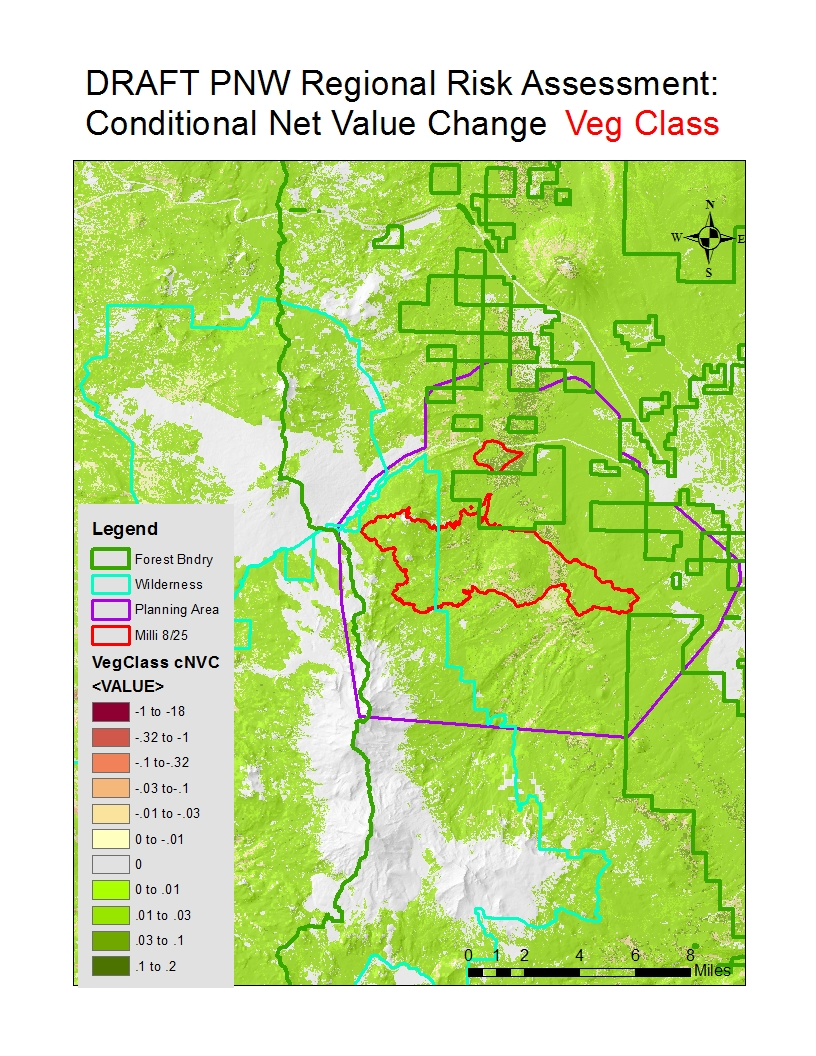 DRAFT PNW Regional Risk Assessment:
Conditional Net Value Change Veg Class
N
W E
S
Legend
Forest Bndry
Wilderness
Planning Area
Milli 8/25
VegClass cNVC
<VALUE>
-1 to -18
-.32 to -1
-.1 to-.32
-.03 to-.1
-.01 to -.03
0 to -.01
0
0 to .01
.01 to .03
.03 to .1
.1 to .2
0 1 2 4 6 8
Miles